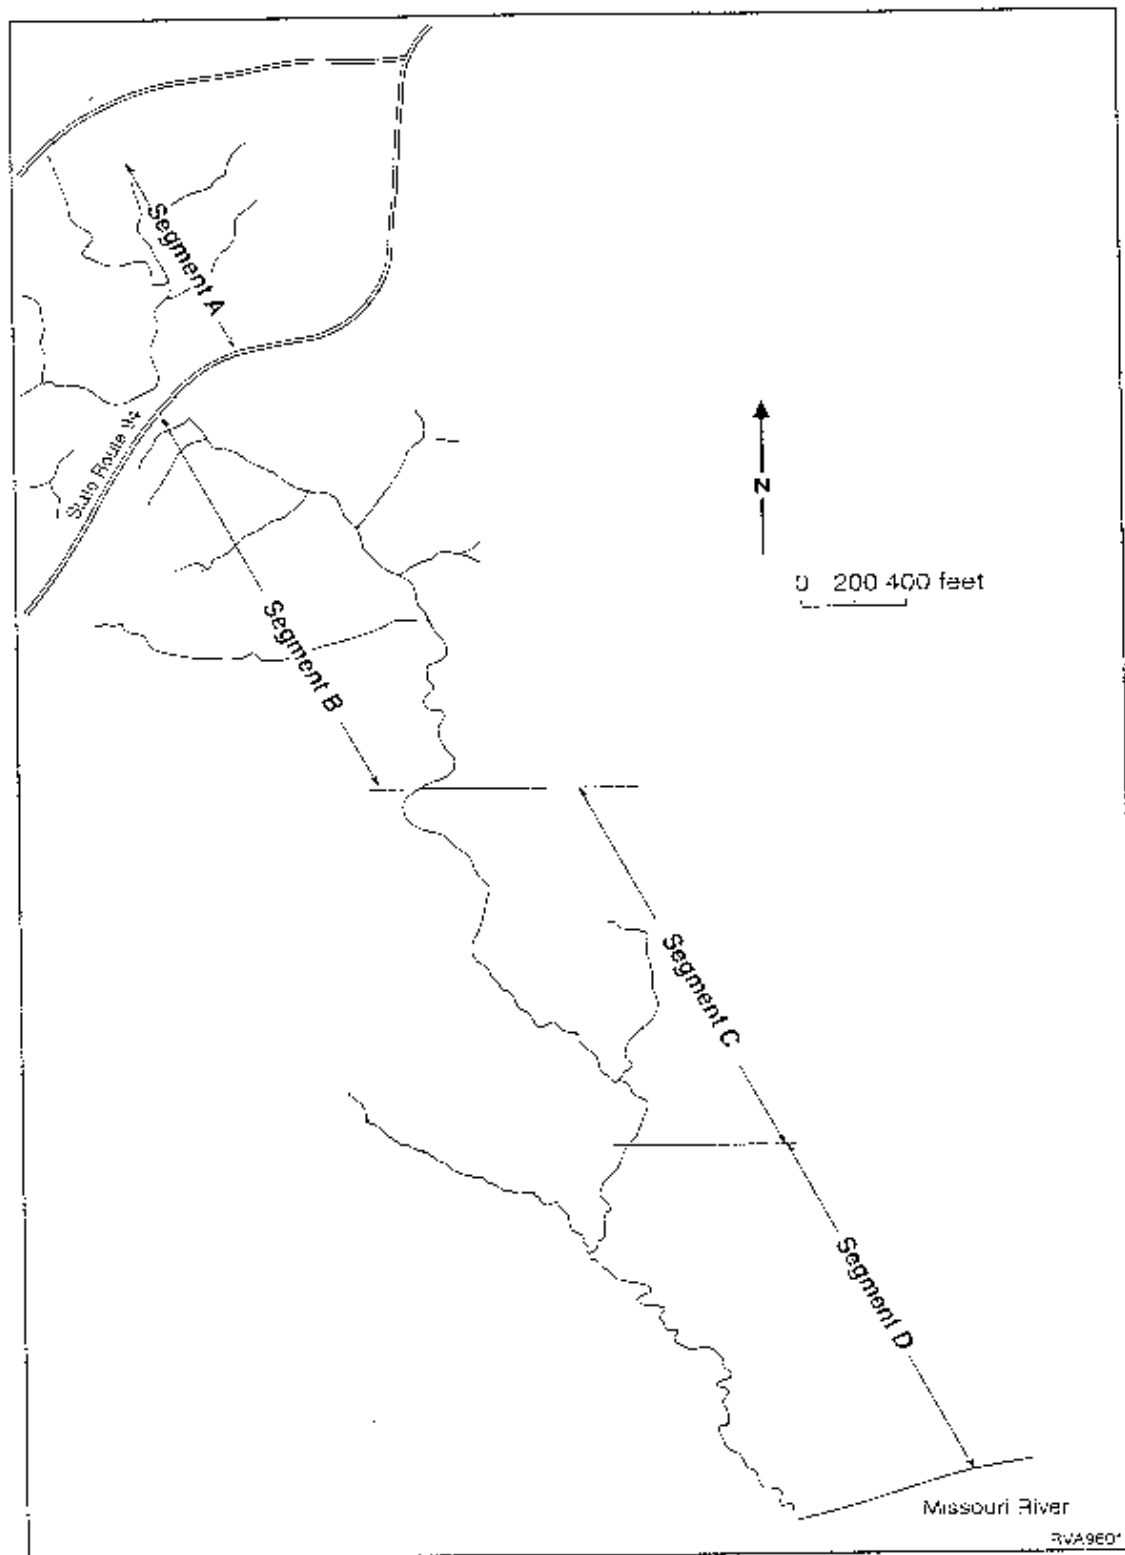 Segment A
State Route 94
N
0 200 400 feet
Segment B
Segment C
Segment D
Missouri River